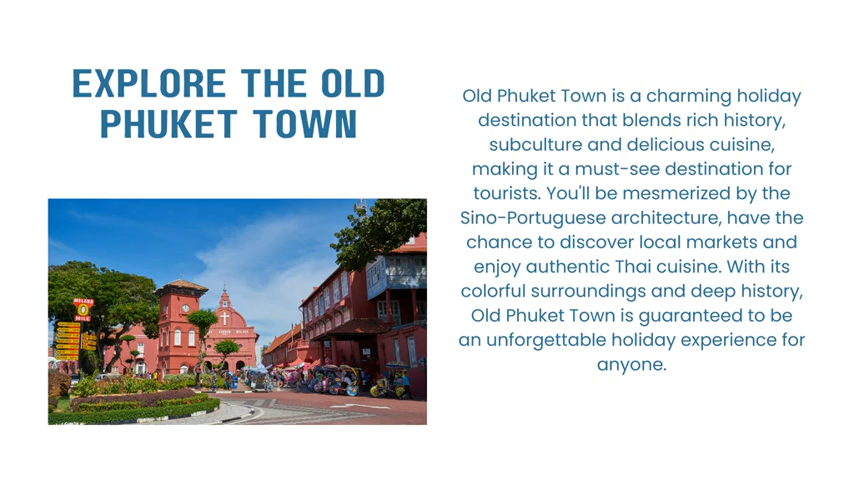 EXPLORE THE OLD
PHUKET TOWN
Old Phuket Town is a charming holiday
destination that blends rich history,
subculture and delicious cuisine,
making it a must-see destination for
tourists. You'll be mesmerized by the
Sino-Portuguese architecture, have the
chance to discover local markets and
enjoy authentic Thai cuisine. With its
colorful surroundings and deep history,
Old Phuket Town is guaranteed to be
an unforgettable holiday experience for
anyone.
MELAKA
0
MILE